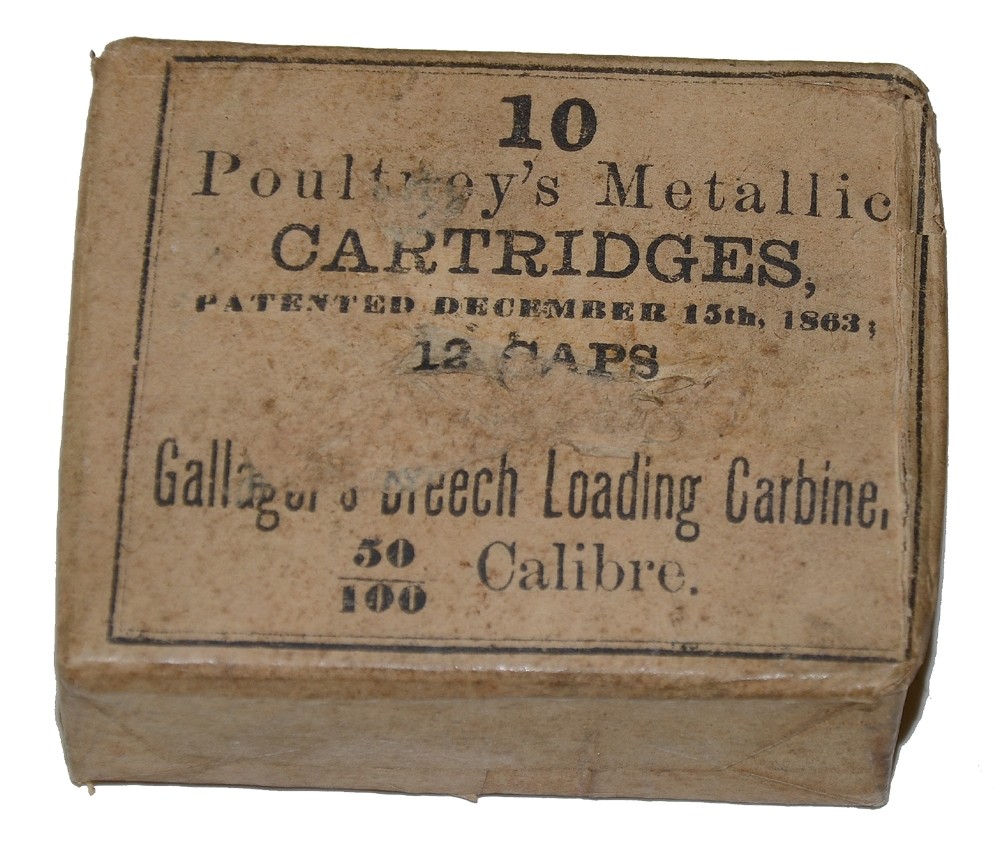 10
Poultney's Metallic
CARTRIDGES,
PATENTED DECEMBER 15th, 1863;
12 CAPS
Gallager's Breech Loading Carbine.
50
100 Calibre.